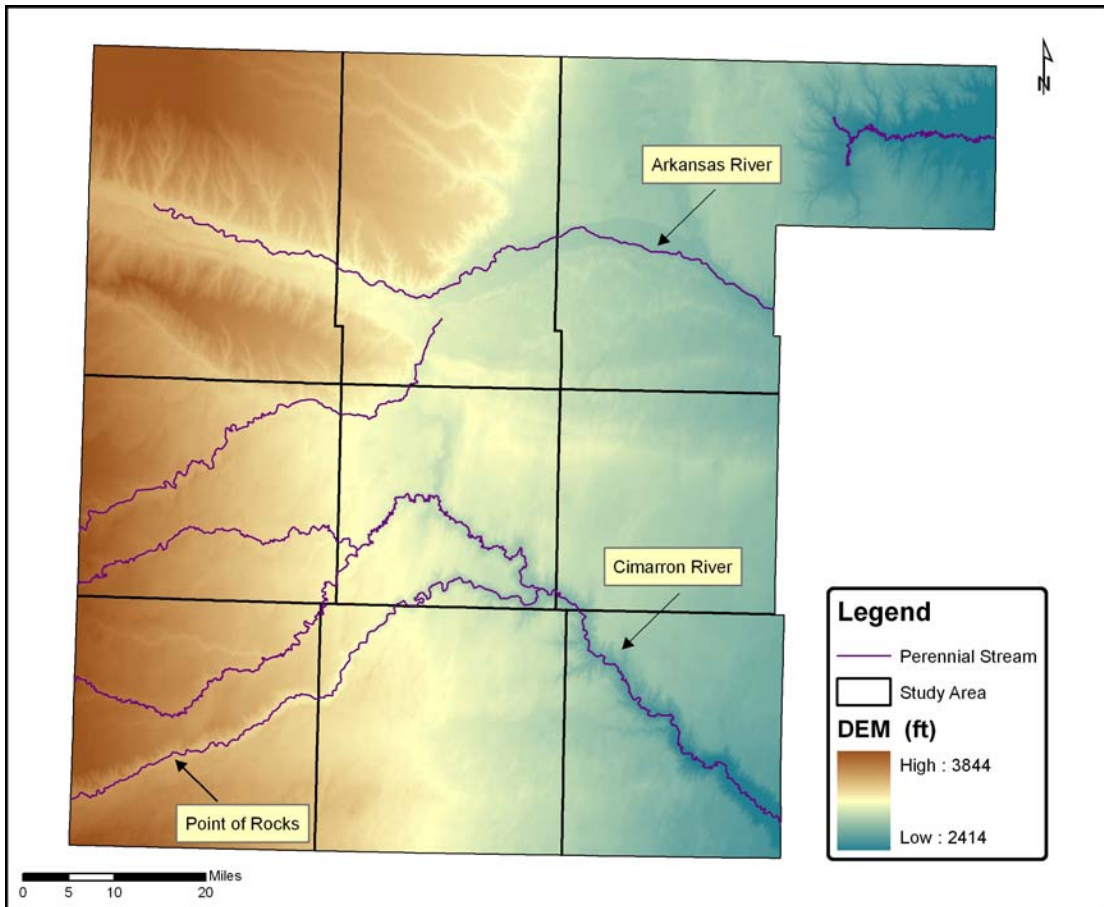 N
Arkansas River
Cimarron River
Point of Rocks
Legend
Perennial Stream
Study Area
DEM (ft)
High : 3844
Low : 2414
Miles
0 5 10 20